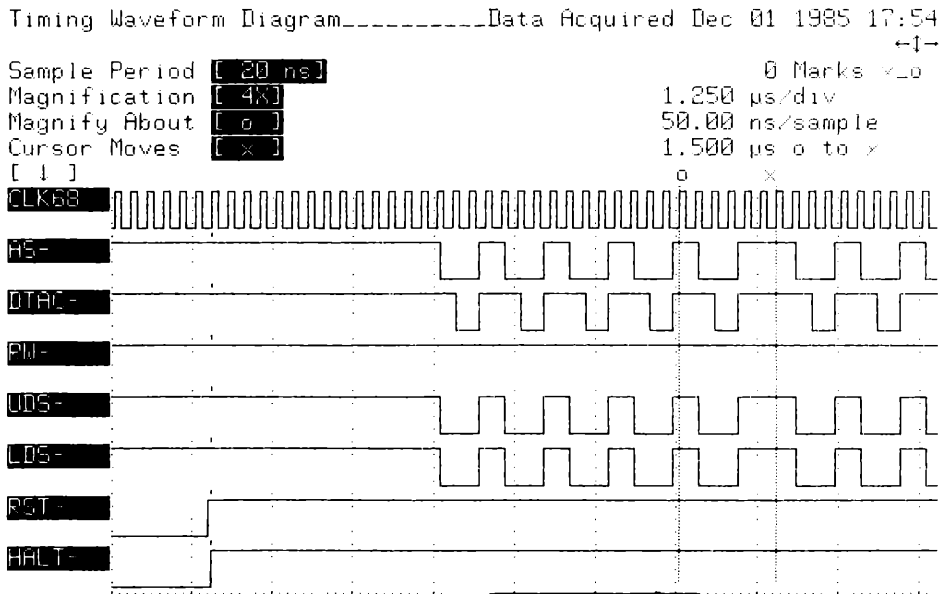 Timing Waveform Diagram__________Data Acquired Dec 01 1985 17:54
←↕→
Sample Period [ 20 ns] 0 Marks x_o
Magnification [ 4X] 1.250 µs/div
Magnify About [ o ] 50.00 ns/sample
Cursor Moves [ x ] 1.500 µs o to x
[ ↓ ] o x
CLK68
AS-
DTAC-
RW-
UDS-
LDS-
RST-
HALT-